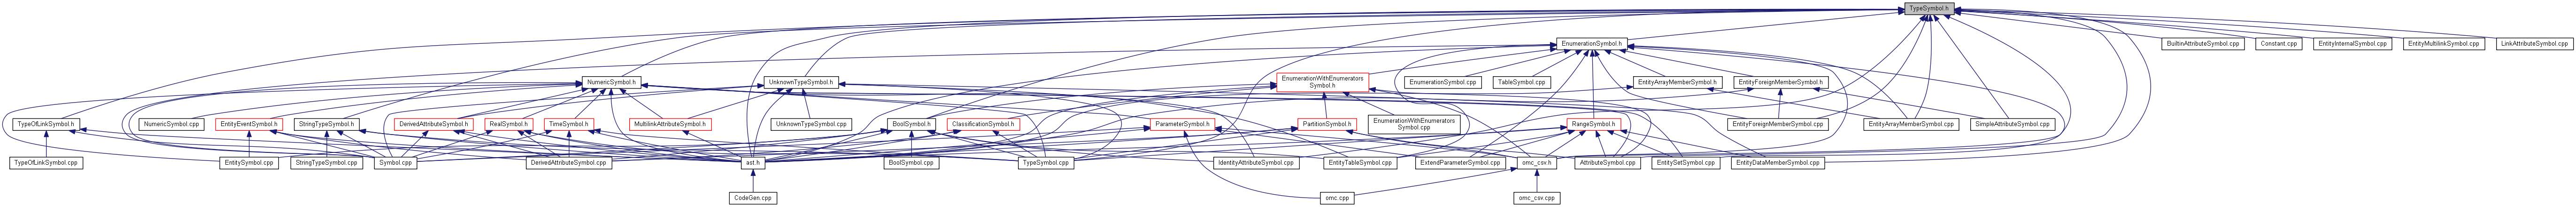 TypeSymbol.h
EnumerationSymbol.h
BuiltinAttributeSymbol.cpp
Constant.cpp
EntityInternalSymbol.cpp
EntityMultilinkSymbol.cpp
LinkAttributeSymbol.cpp
NumericSymbol.h
UnknownTypeSymbol.h
EnumerationWithEnumerators
Symbol.h
EnumerationSymbol.cpp
TableSymbol.cpp
EntityArrayMemberSymbol.h
EntityForeignMemberSymbol.h
TypeOfLinkSymbol.h
NumericSymbol.cpp
EntityEventSymbol.h
StringTypeSymbol.h
DerivedAttributeSymbol.h
RealSymbol.h
TimeSymbol.h
MultilinkAttributeSymbol.h
UnknownTypeSymbol.cpp
BoolSymbol.h
ClassificationSymbol.h
ParameterSymbol.h
PartitionSymbol.h
EnumerationWithEnumerators
Symbol.cpp
RangeSymbol.h
EntityForeignMemberSymbol.cpp
EntityArrayMemberSymbol.cpp
SimpleAttributeSymbol.cpp
TypeOfLinkSymbol.cpp
EntitySymbol.cpp
StringTypeSymbol.cpp
Symbol.cpp
DerivedAttributeSymbol.cpp
ast.h
BoolSymbol.cpp
TypeSymbol.cpp
IdentityAttributeSymbol.cpp
EntityTableSymbol.cpp
ExtendParameterSymbol.cpp
omc_csv.h
AttributeSymbol.cpp
EntitySetSymbol.cpp
EntityDataMemberSymbol.cpp
CodeGen.cpp
omc.cpp
omc_csv.cpp